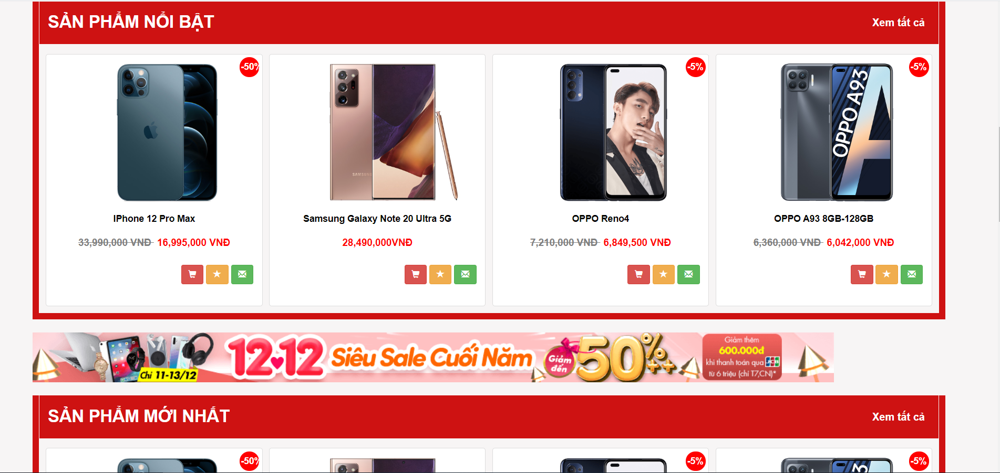 SẢN PHẨM NỔI BẬT
Xem tất cả
-50%
-5%
-5%
SAMSUNG
OPPO A93
IPhone 12 Pro Max
Samsung Galaxy Note 20 Ultra 5G
OPPO Reno4
OPPO A93 8GB-128GB
33,990,000 VNĐ 16,995,000 VNĐ
28,490,000VNĐ
7,210,000 VNĐ 6,849,500 VNĐ
6,360,000 VNĐ 6,042,000 VNĐ
Chỉ 11-13/12
12 12
Siêu Sale Cuối Năm
Giảm đến
50%++
Giảm thêm
600.000đ
khi thanh toán qua JCB
từ 6 triệu (chỉ T7,CN)*
SẢN PHẨM MỚI NHẤT
Xem tất cả
-50%
-5%
-5%